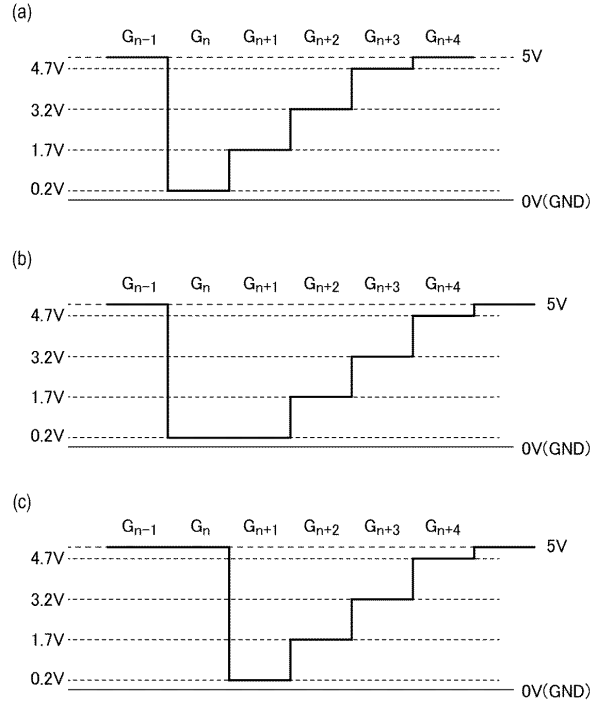 (a)
Gn-1 Gn Gn+1 Gn+2 Gn+3 Gn+4
5V
4.7V
3.2V
1.7V
0.2V
0V(GND)
(b)
Gn-1 Gn Gn+1 Gn+2 Gn+3 Gn+4
5V
4.7V
3.2V
1.7V
0.2V
0V(GND)
(c)
Gn-1 Gn Gn+1 Gn+2 Gn+3 Gn+4
5V
4.7V
3.2V
1.7V
0.2V
0V(GND)